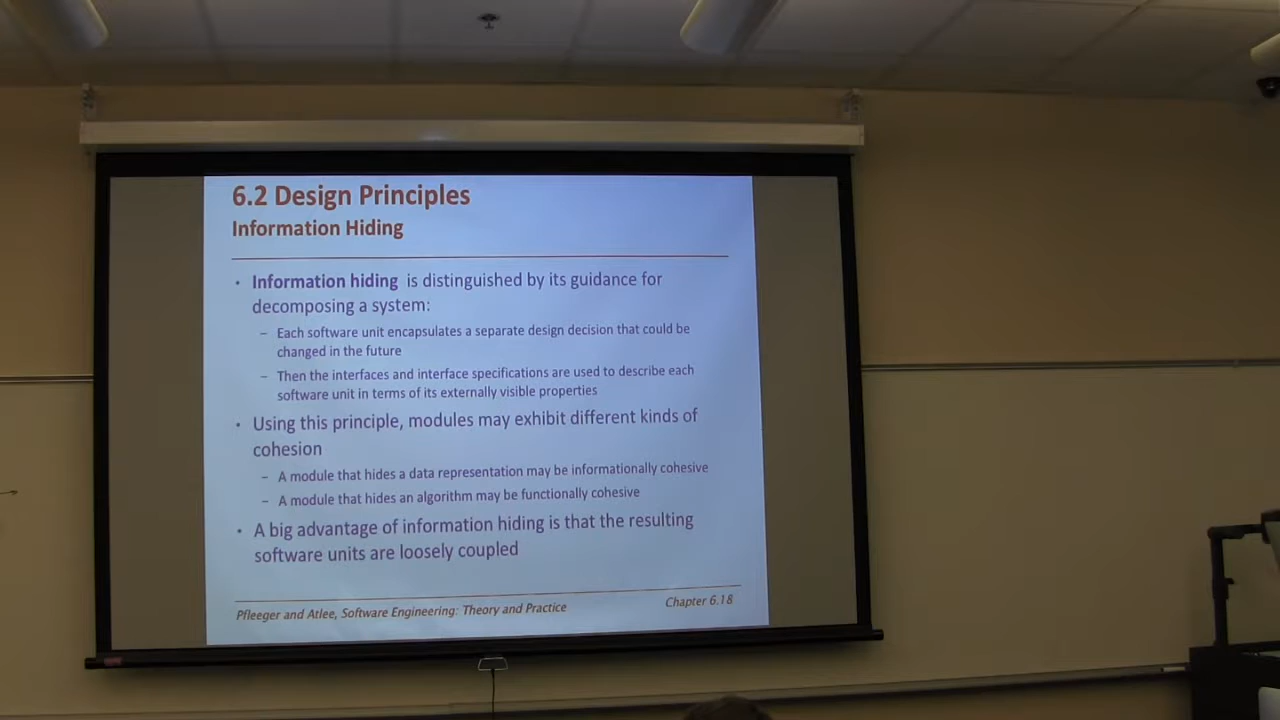 6.2 Design Principles
Information Hiding
• Information hiding is distinguished by its guidance for
decomposing a system:
– Each software unit encapsulates a separate design decision that could be
changed in the future
– Then the interfaces and interface specifications are used to describe each
software unit in terms of its externally visible properties
• Using this principle, modules may exhibit different kinds of
cohesion
– A module that hides a data representation may be informationally cohesive
– A module that hides an algorithm may be functionally cohesive
• A big advantage of information hiding is that the resulting
software units are loosely coupled
Pfleeger and Atlee, Software Engineering: Theory and Practice
Chapter 6.18